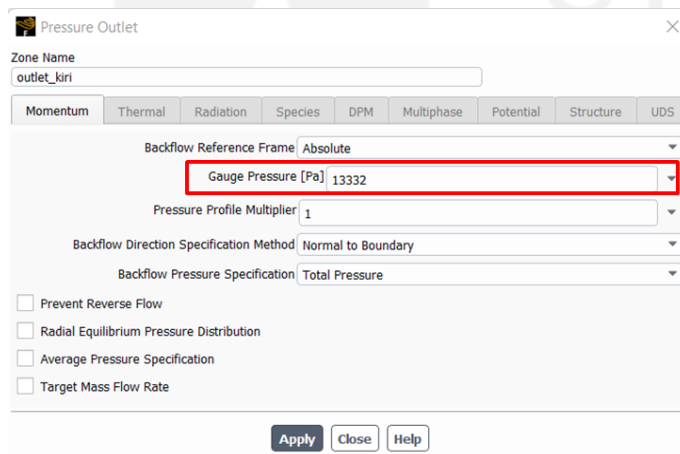 Pressure Outlet
Zone Name
outlet_kiri
Momentum Thermal Radiation Species DPM Multiphase Potential Structure UDS
Backflow Reference Frame Absolute
Gauge Pressure [Pa] 13332
Pressure Profile Multiplier 1
Backflow Direction Specification Method Normal to Boundary
Backflow Pressure Specification Total Pressure
Prevent Reverse Flow
Radial Equilibrium Pressure Distribution
Average Pressure Specification
Target Mass Flow Rate
Apply Close Help